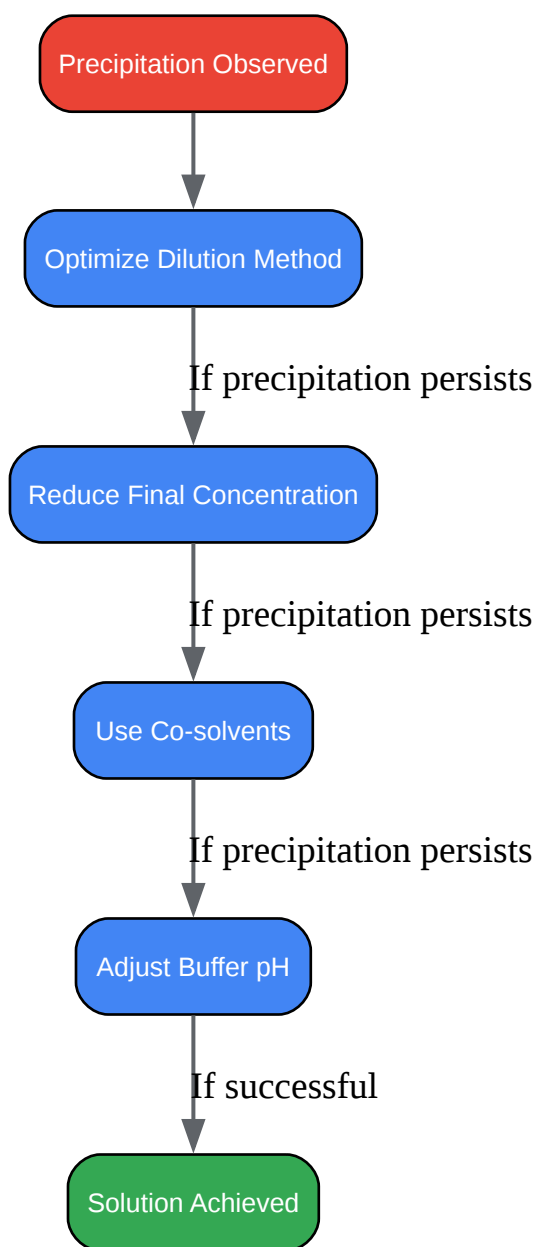 Precipitation Observed
Optimize Dilution Method
If precipitation persists
Reduce Final Concentration
If precipitation persists
Use Co-solvents
If precipitation persists
Adjust Buffer pH
If successful
Solution Achieved